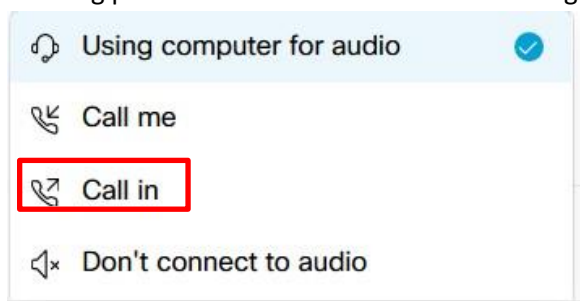 Using computer for audio
Call me
Call in
Don't connect to audio